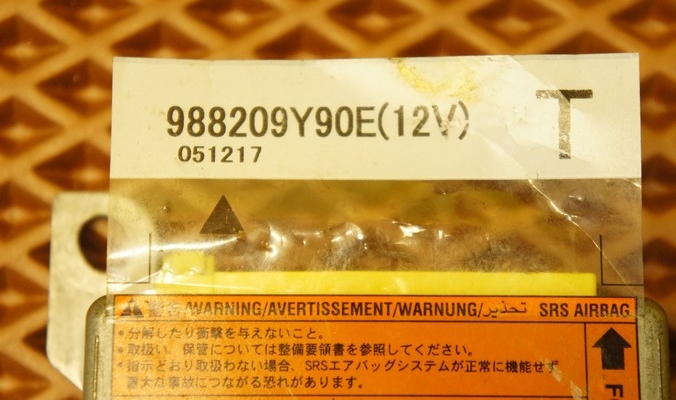 988209Y90E(12V)
T
051217
警告/WARNING/AVERTISSEMENT/WARNUNG/تحذير SRS AIRBAG
・分解したり衝撃を与えないこと。
・取扱い、保管については整備要領書を参照してください。
・指示どおり取扱わない場合、SRSエアバッグシステムが正常に機能せず
重大な事故につながる恐れがあります。
F